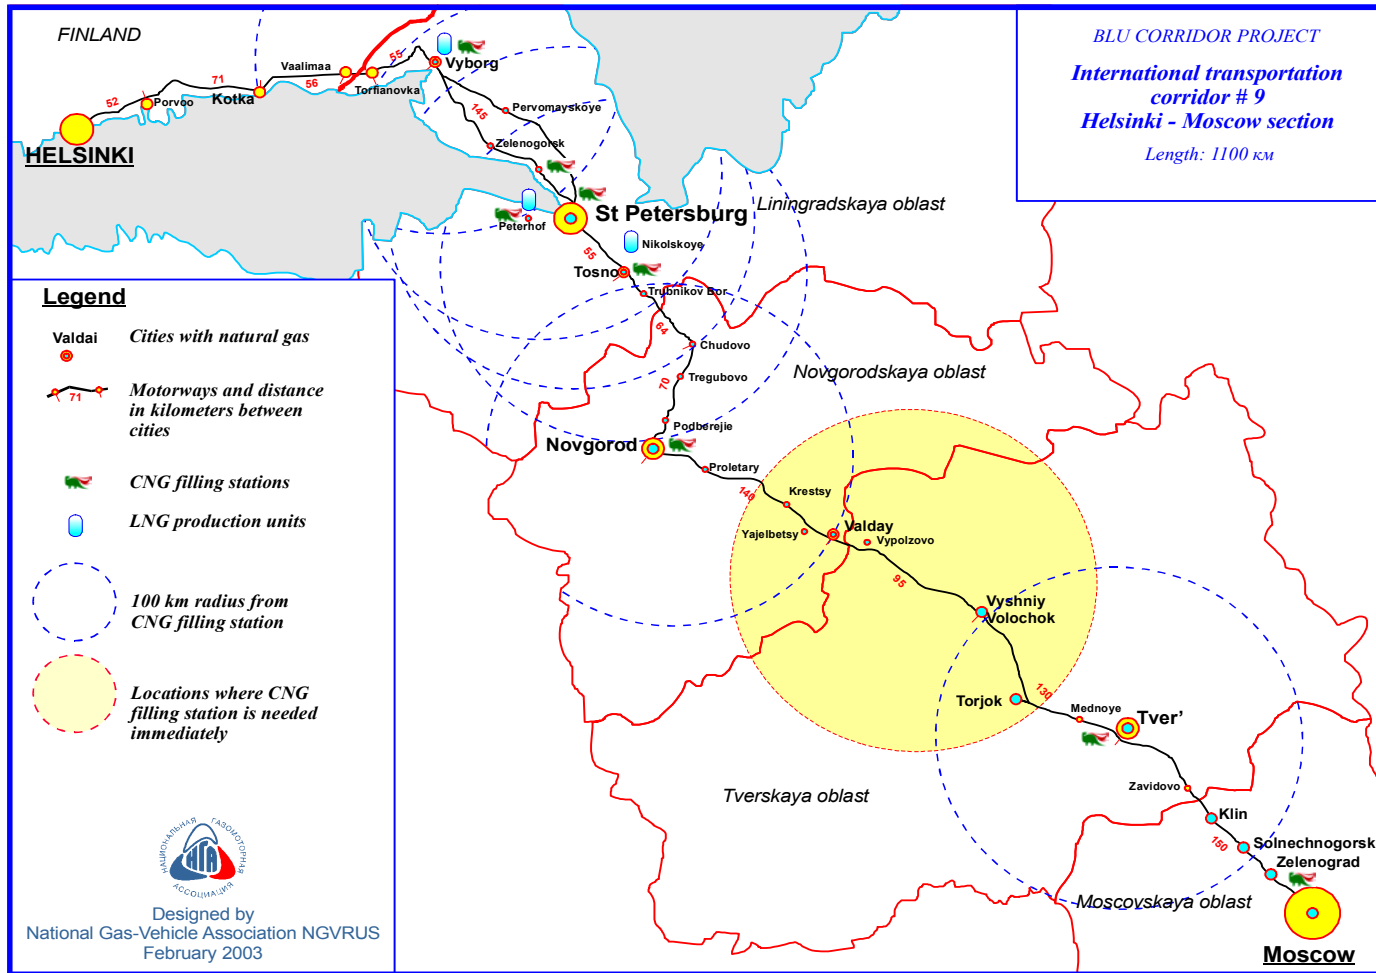 FINLAND
BLU CORRIDOR PROJECT
International transportation
corridor # 9
Helsinki - Moscow section
Length: 1100 км
HELSINKI
52
Porvoo
71
Kotka
Vaalimaa
56
55
Torfianovka
Vyborg
145
Pervomayskoye
Zelenogorsk
St Petersburg
Peterhof
Liningradskaya oblast
Nikolskoye
55
Tosno
Trubnikov Bor
64
Chudovo
70
Tregubovo
Novgorodskaya oblast
Podberejie
Novgorod
Proletary
140
Krestsy
Yajelbetsy
Valday
Vypolzovo
95
Vyshniy
Volochok
Torjok
130
Mednoye
Tver’
Tverskaya oblast
Zavidovo
Klin
150
Solnechnogorsk
Zelenograd
Moscovskaya oblast
Moscow
Legend
Valdai
Cities with natural gas
71
Motorways and distance
in kilometers between
cities
CNG filling stations
LNG production units
100 km radius from
CNG filling station
Locations where CNG
filling station is needed
immediately
НАЦИОНАЛЬНАЯ ГАЗОМОТОРНАЯ
НГА
АССОЦИАЦИЯ
Designed by
National Gas-Vehicle Association NGVRUS
February 2003